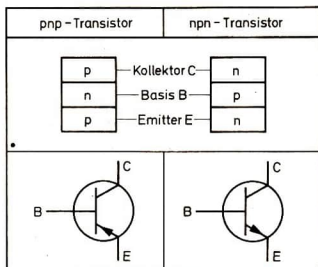 pnp-Transistor npn-Transistor
p Kollektor C n
n Basis B p
p Emitter E n
C C
B B
E E